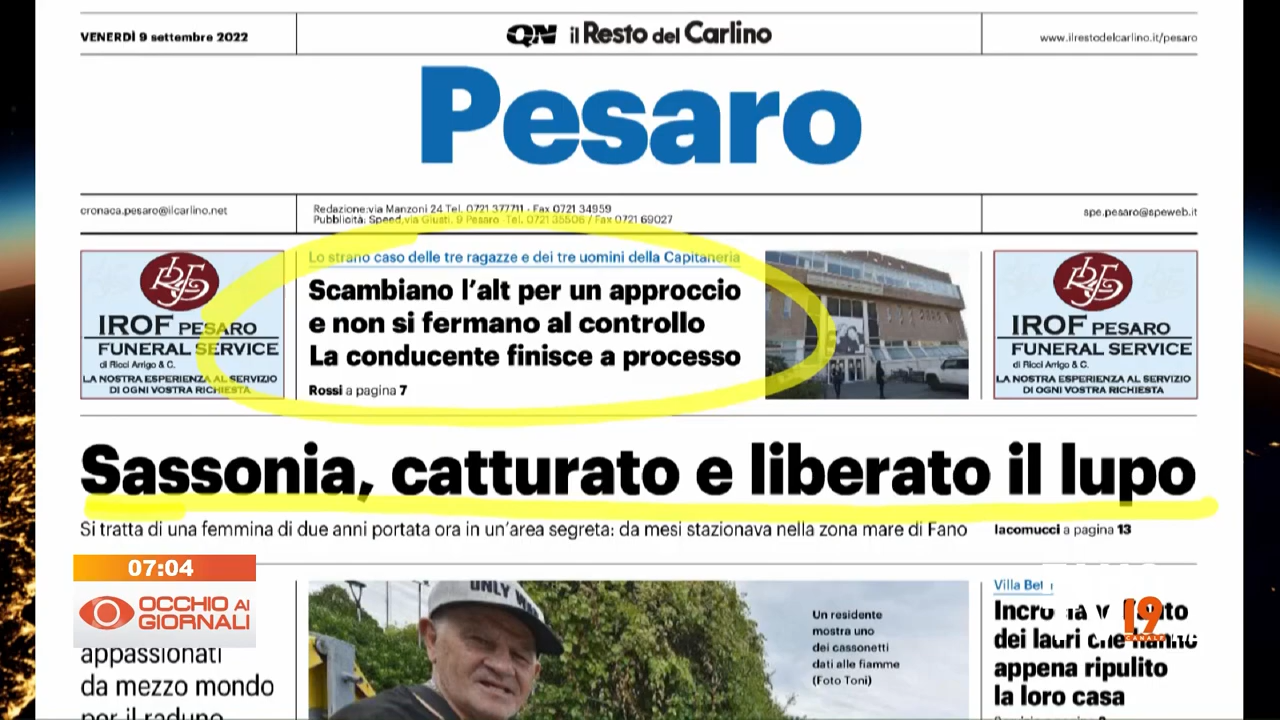 VENERDÌ 9 settembre 2022
QN il Resto del Carlino
www.ilrestodelcarlino.it/pesaro
Pesaro
cronaca.pesaro@ilcarlino.net
Redazione:via Manzoni 24 Tel. 0721 377711 - Fax 0721 34959
Pubblicità: Speed,via Giusti. 9 Pesaro Tel. 0721 35506 / Fax 0721 69027
spe.pesaro@speweb.it
IROF PESARO
FUNERAL SERVICE
di Ricci Arrigo & C.
LA NOSTRA ESPERIENZA AL SERVIZIO
DI OGNI VOSTRA RICHIESTA
Lo strano caso delle tre ragazze e dei tre uomini della Capitaneria
Scambiano l'alt per un approccio
e non si fermano al controllo
La conducente finisce a processo
Rossi a pagina 7
IROF PESARO
FUNERAL SERVICE
di Ricci Arrigo & C.
LA NOSTRA ESPERIENZA AL SERVIZIO
DI OGNI VOSTRA RICHIESTA
Sassonia, catturato e liberato il lupo
Si tratta di una femmina di due anni portata ora in un'area segreta: da mesi stazionava nella zona mare di Fano
Iacomucci a pagina 13
07:04
OCCHIO AI
GIORNALI
appassionati
da mezzo mondo
per il raduno
ONLY
Un residente
mostra uno
dei cassonetti
dati alle fiamme
(Foto Toni)
Villa
dei ladri che hanno
appena ripulito
la loro casa
19
CANALE